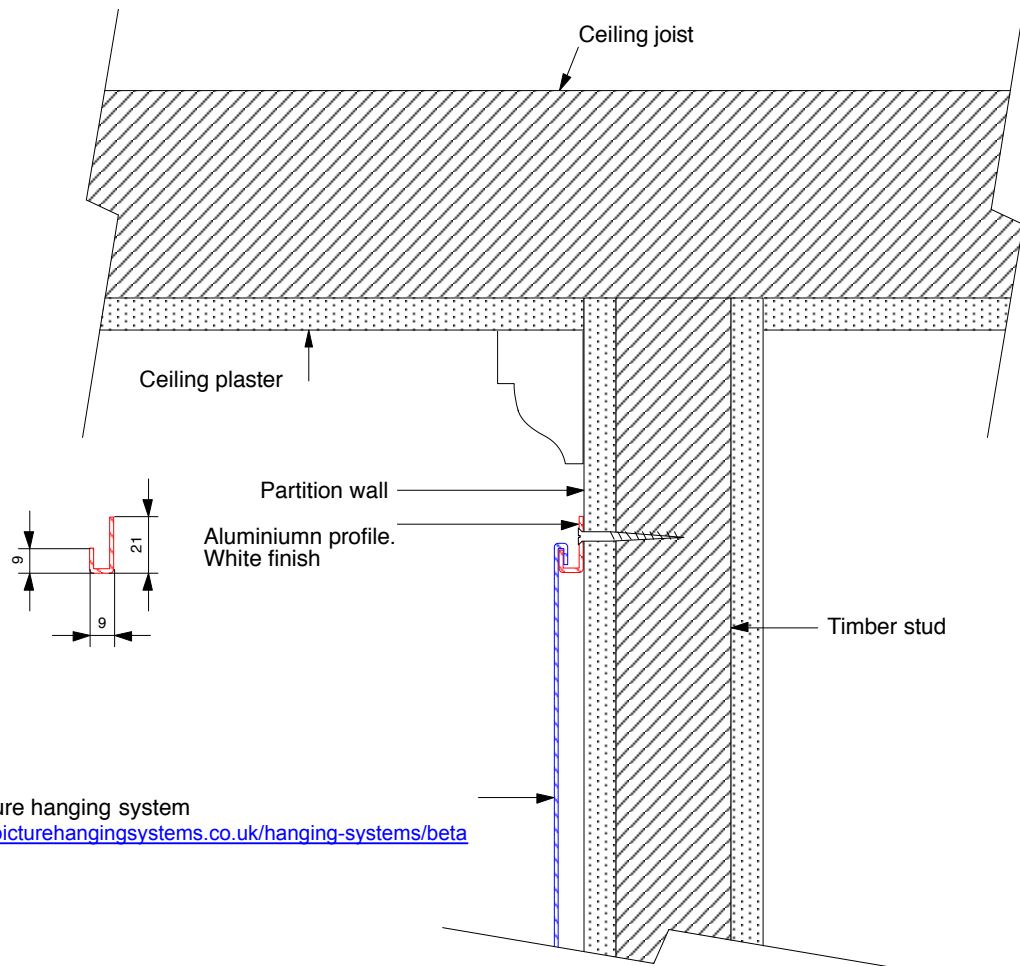 Ceiling joist
Ceiling plaster
Partition wall
Aluminiumn profile.
White finish
9
21
9
Timber stud
ure hanging system
picturehangingsystems.co.uk/hanging-systems/beta